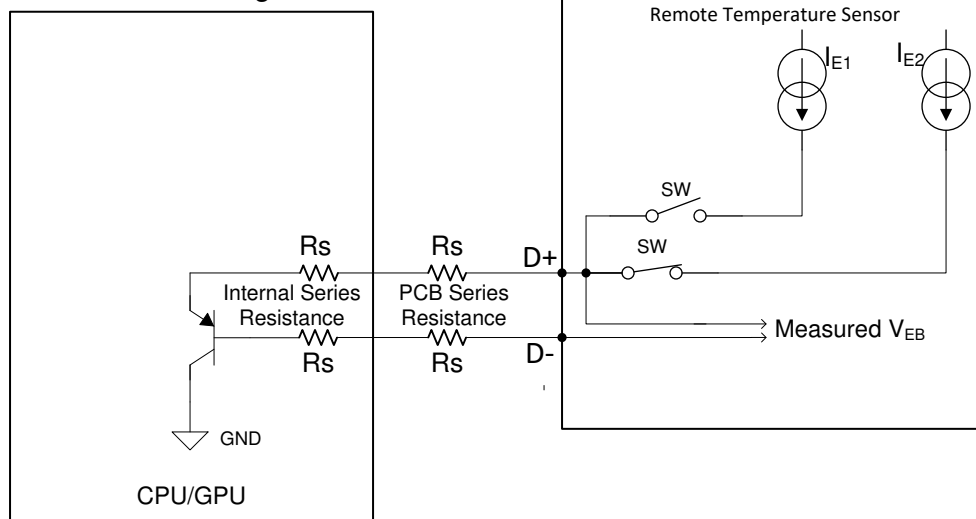 Remote Temperature Sensor
IE1
IE2
SW
SW
Rs
Rs
D+
Internal Series
Resistance
PCB Series
Resistance
Measured VEB
Rs
Rs
D-
GND
CPU/GPU